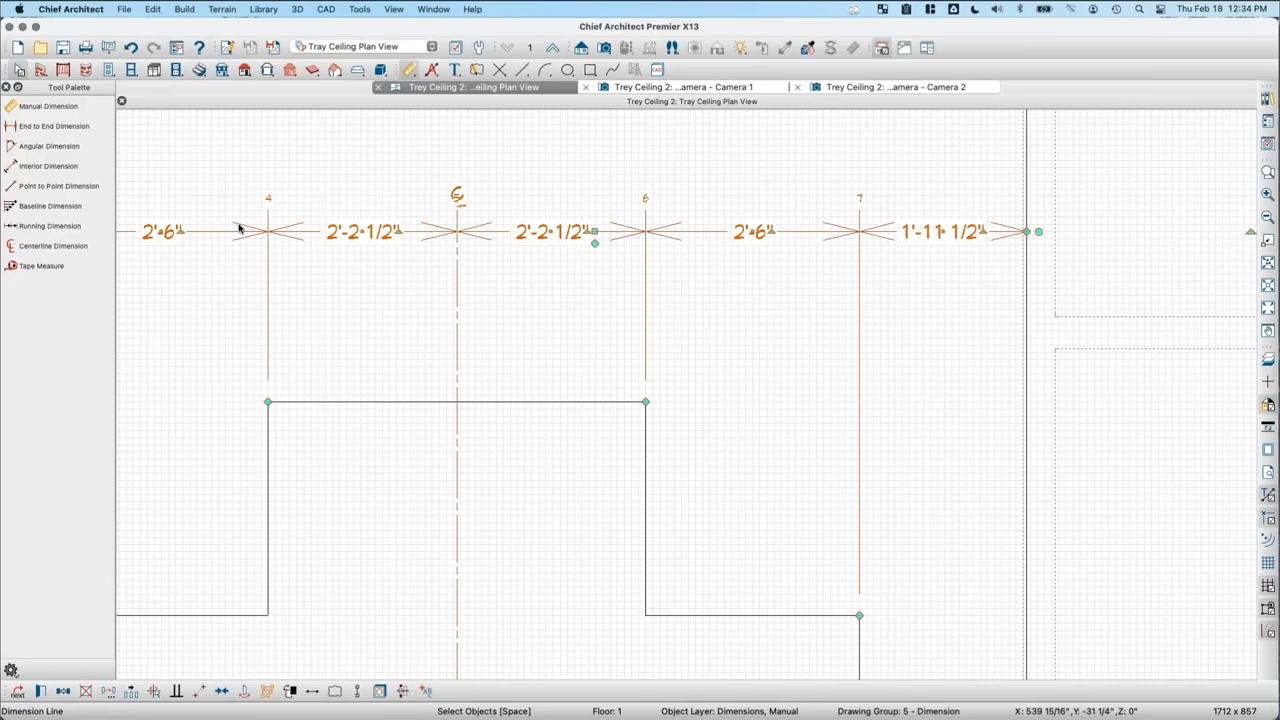 Chief Architect File Edit Build Terrain Library 3D CAD Tools View Window Help Thu Feb 18 12:34 PM
Chief Architect Premier X13
Tray Ceiling Plan View 1
Tool Palette
Trey Ceiling 2: ...eiling Plan View
Trey Ceiling 2: ...amera - Camera 1
Trey Ceiling 2: ...amera - Camera 2
Trey Ceiling 2: Tray Ceiling Plan View
Manual Dimension
End to End Dimension
Angular Dimension
Interior Dimension
Point to Point Dimension
Baseline Dimension
Running Dimension
Centerline Dimension
Tape Measure
4 5 6 7
2'-6" 2'-2 1/2" 2'-2 1/2" 2'-6" 1'-11 1/2"
next
Dimension Line Select Objects [Space] Floor: 1 Object Layer: Dimensions, Manual Drawing Group: 5 - Dimension X: 539 15/16", Y: -31 1/4", Z: 0" 1712 x 857